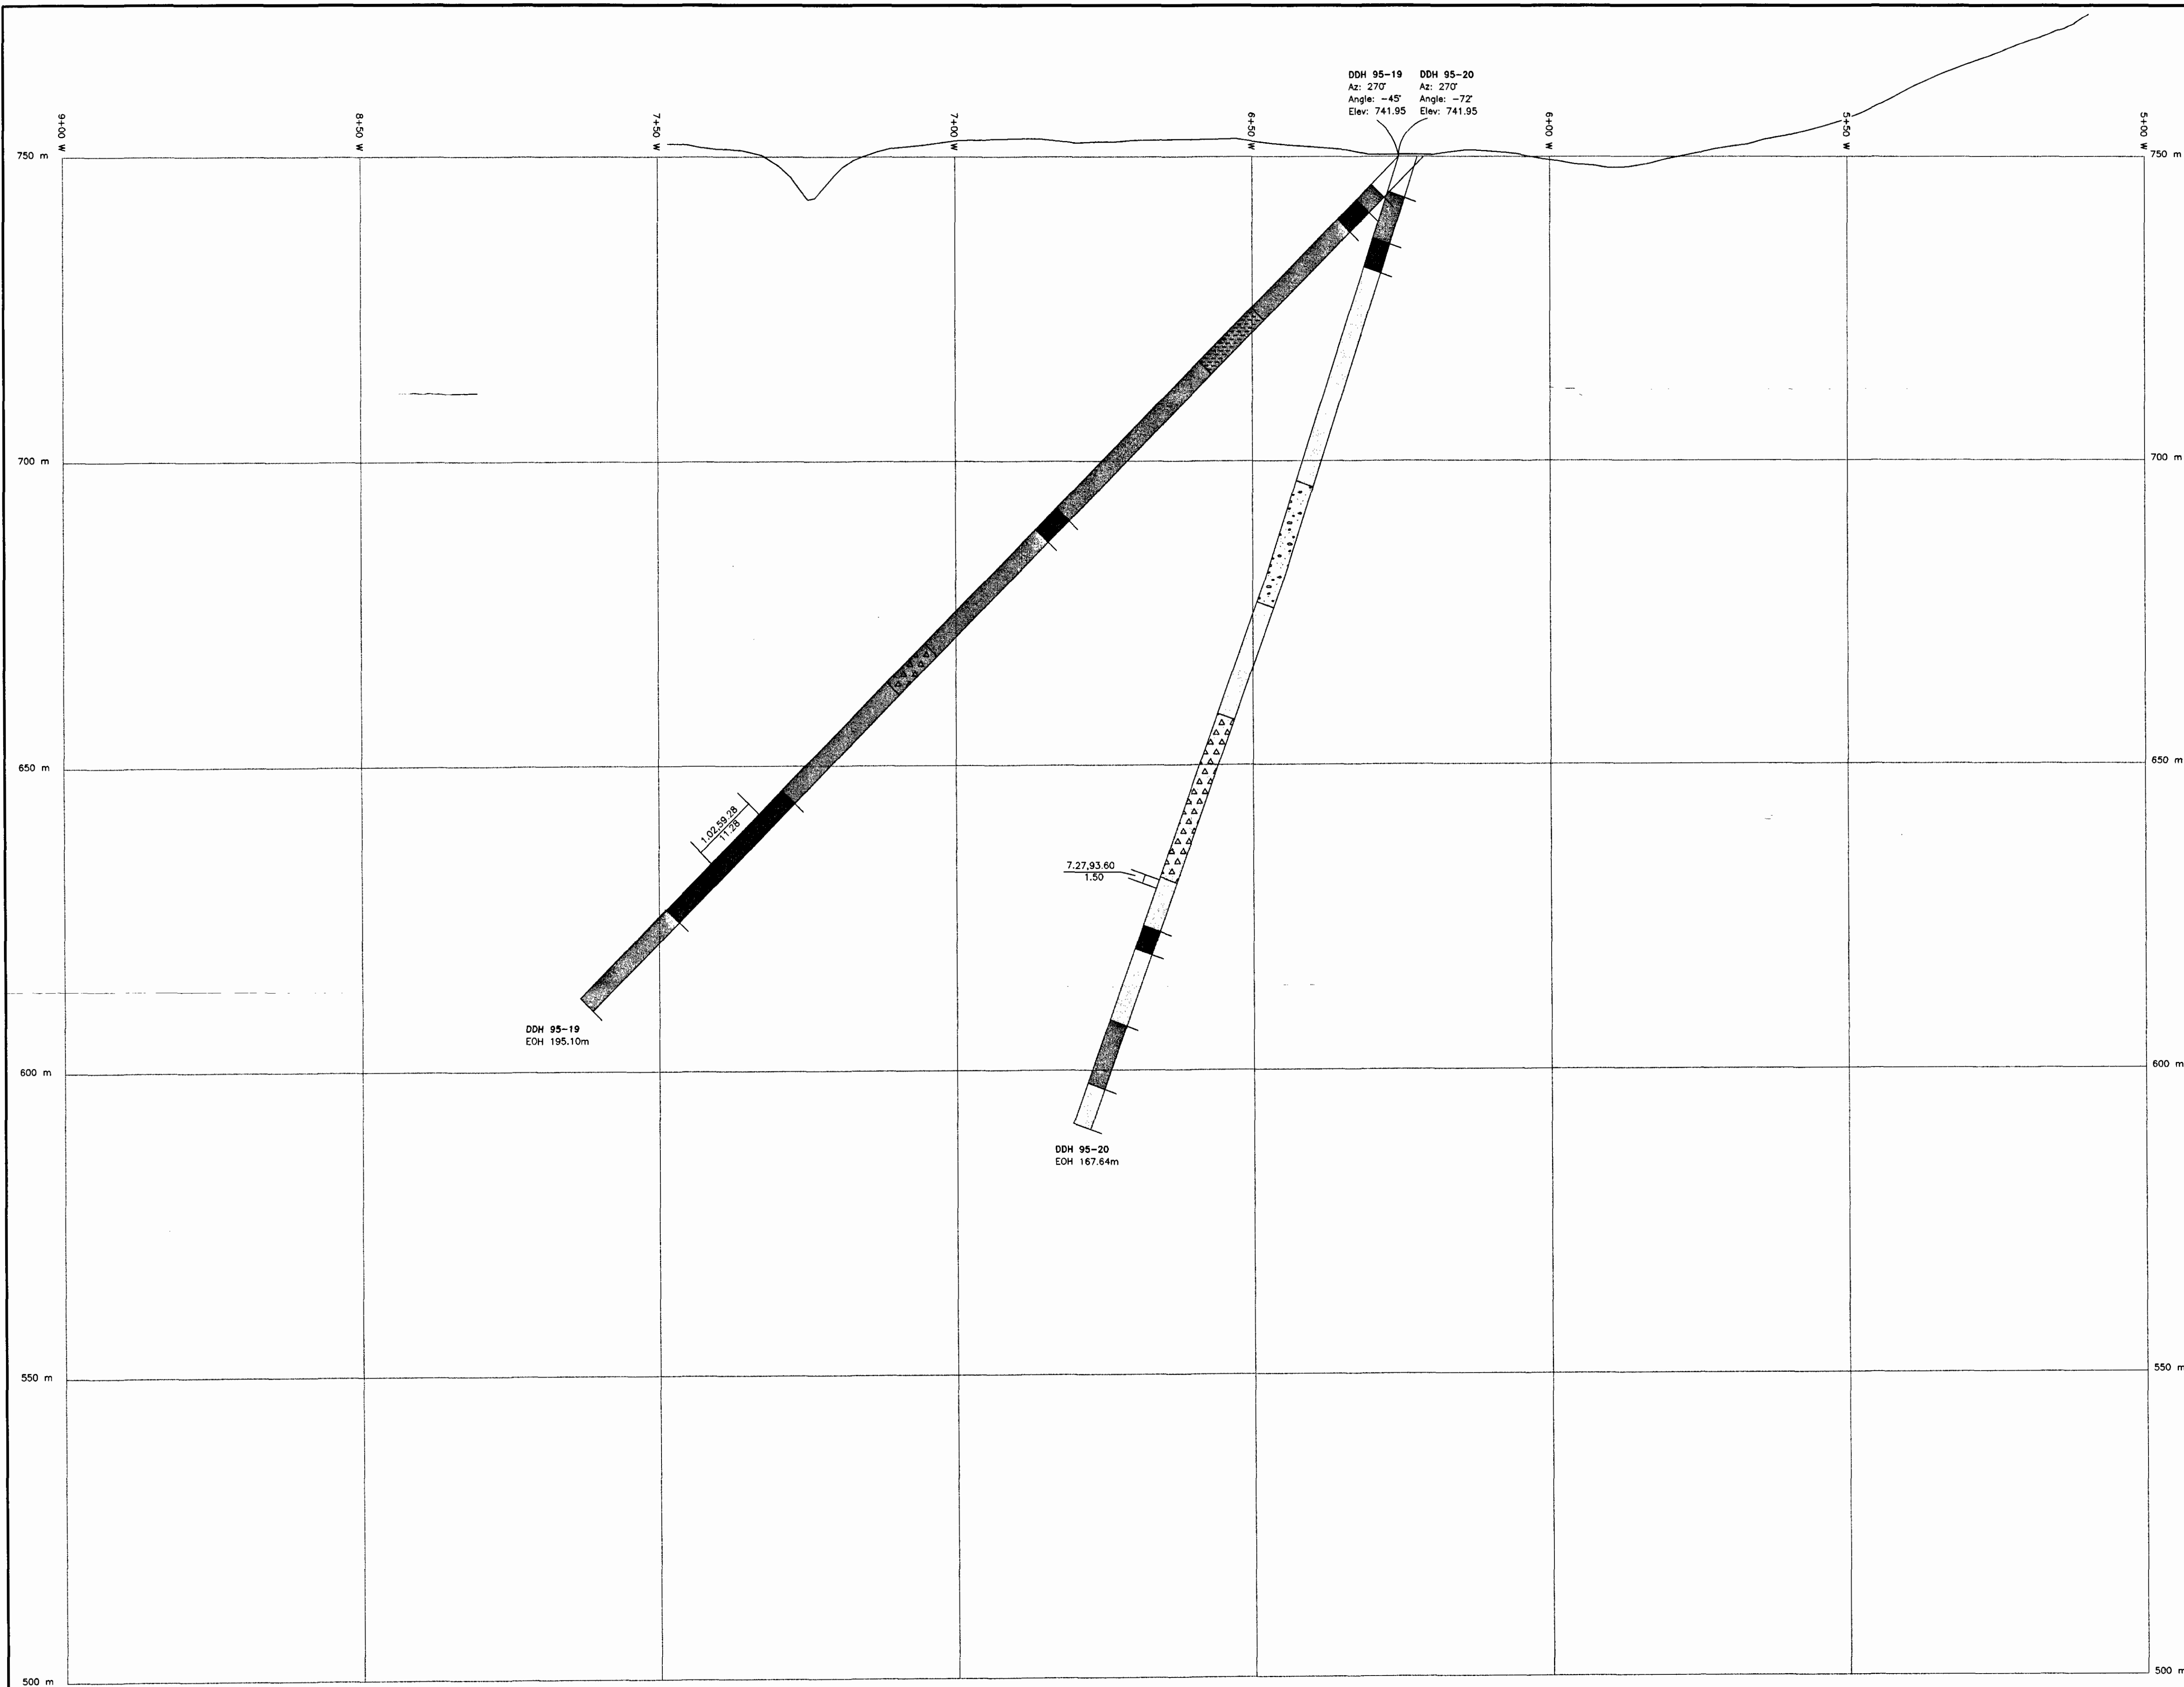 DDH 95-19 DDH 95-20
Az: 270° Az: 270°
Angle: -45° Angle: -72°
Elev: 741.95 Elev: 741.95
9+00 W
8+50 W
7+50 W
7+00 W
6+50 W
6+00 W
5+50 W
5+00 W
750 m
750 m
700 m
700 m
650 m
650 m
1.02,59.28
11.28
7.27,93.60
1.50
DDH 95-19
EOH 195.10m
600 m
600 m
DDH 95-20
EOH 167.64m
550 m
550 m
500 m
500 m